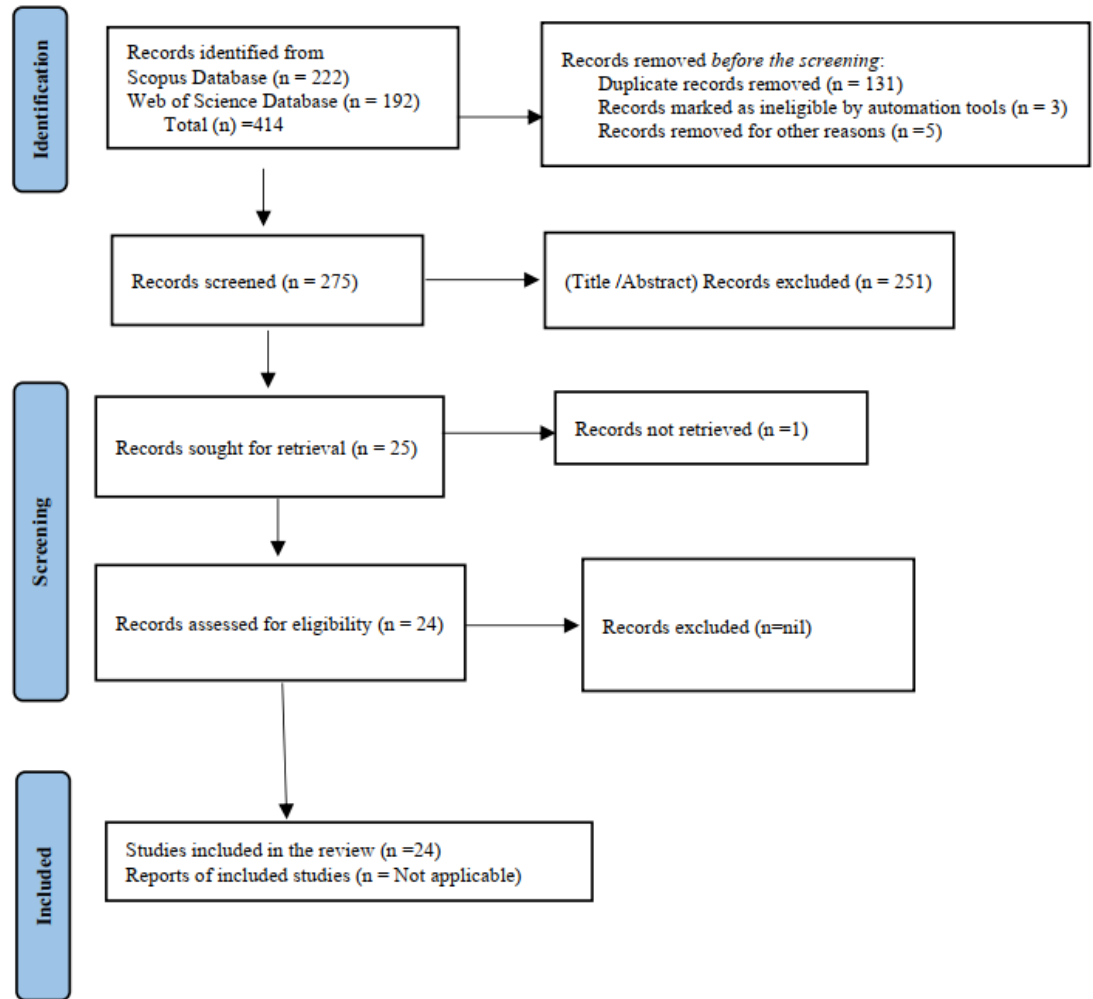 Identification
Records identified from
Scopus Database (n = 222)
Web of Science Database (n = 192)
Total (n) =414
Records removed before the screening:
Duplicate records removed (n = 131)
Records marked as ineligible by automation tools (n = 3)
Records removed for other reasons (n =5)
Records screened (n = 275)
(Title /Abstract) Records excluded (n = 251)
Screening
Records sought for retrieval (n = 25)
Records not retrieved (n =1)
Records assessed for eligibility (n = 24)
Records excluded (n=nil)
Included
Studies included in the review (n =24)
Reports of included studies (n = Not applicable)